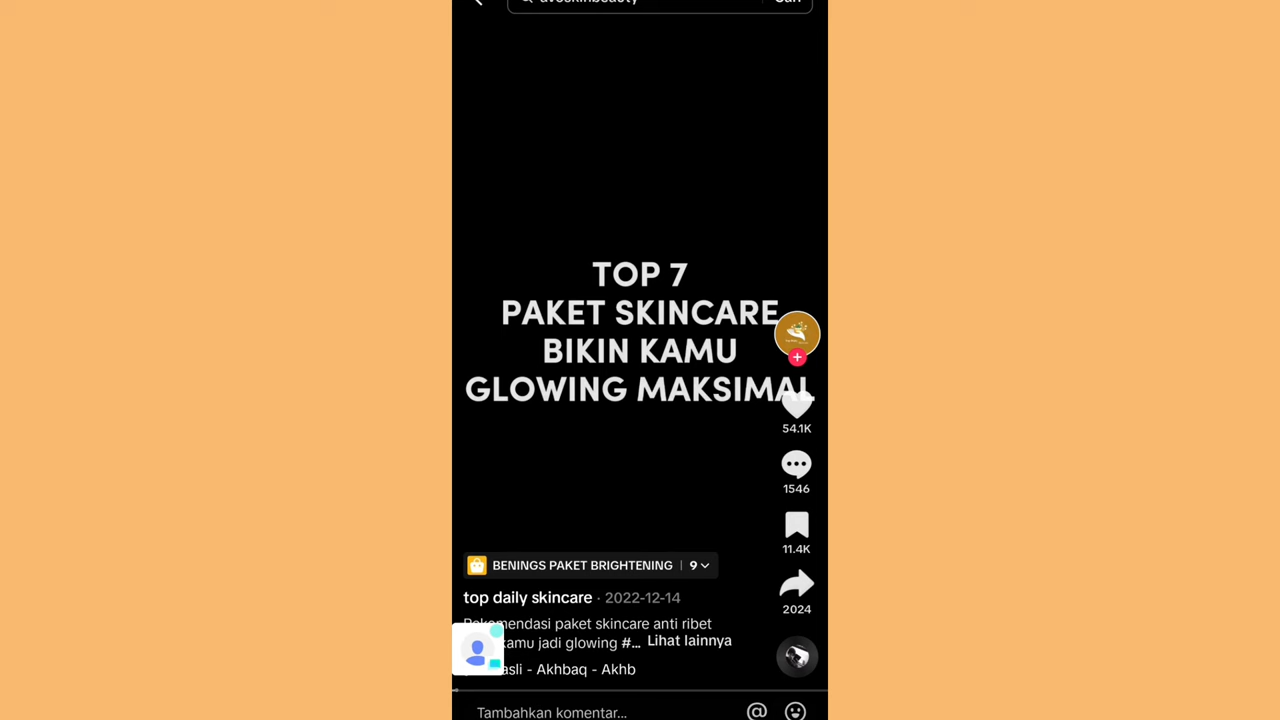 Cari
TOP 7
PAKET SKINCARE
BIKIN KAMU
GLOWING MAKSIMAL
54.1K
1546
11.4K
2024
BENINGS PAKET BRIGHTENING | 9
top daily skincare · 2022-12-14
Rekomendasi paket skincare anti ribet
kamu jadi glowing #... Lihat lainnya
asli - Akhbaq - Akhb
Tambahkan komentar...
@